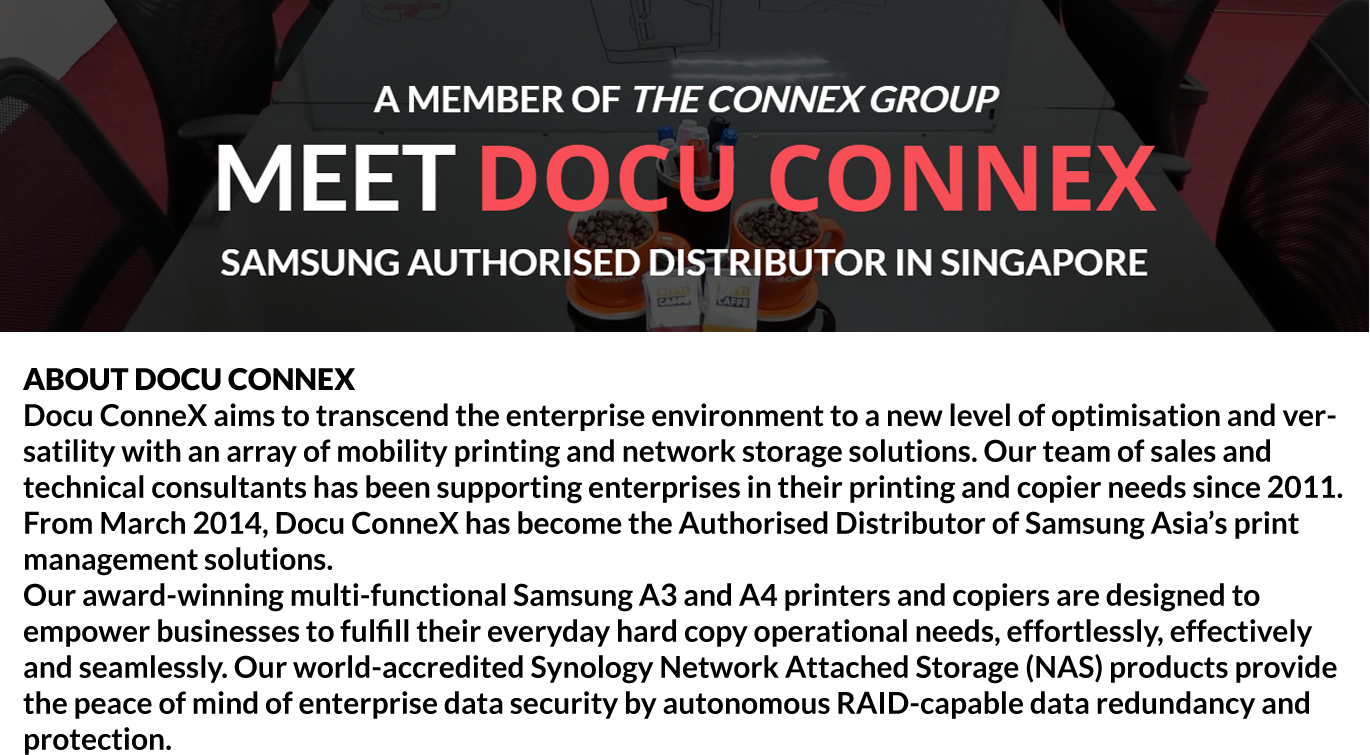 A MEMBER OF THE CONNEX GROUP
MEET DOCU CONNEX
SAMSUNG AUTHORISED DISTRIBUTOR IN SINGAPORE
CAFFE CAFFE
ABOUT DOCU CONNEX
Docu ConneX aims to transcend the enterprise environment to a new level of optimisation and ver-
satility with an array of mobility printing and network storage solutions. Our team of sales and
technical consultants has been supporting enterprises in their printing and copier needs since 2011.
From March 2014, Docu ConneX has become the Authorised Distributor of Samsung Asia’s print
management solutions.
Our award-winning multi-functional Samsung A3 and A4 printers and copiers are designed to
empower businesses to fulfill their everyday hard copy operational needs, effortlessly, effectively
and seamlessly. Our world-accredited Synology Network Attached Storage (NAS) products provide
the peace of mind of enterprise data security by autonomous RAID-capable data redundancy and
protection.